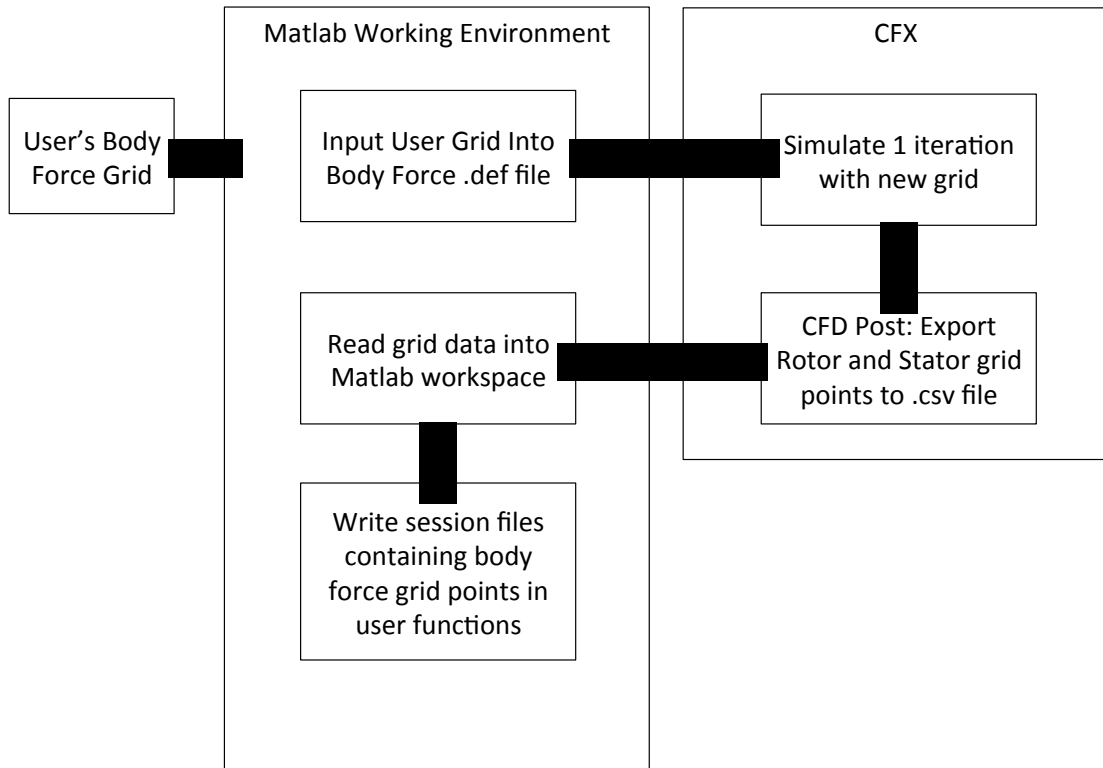 Matlab Working Environment
CFX
User's Body
Force Grid
Input User Grid Into
Body Force .def file
Simulate 1 iteration
with new grid
Read grid data into
Matlab workspace
CFD Post: Export
Rotor and Stator grid
points to .csv file
Write session files
containing body
force grid points in
user functions